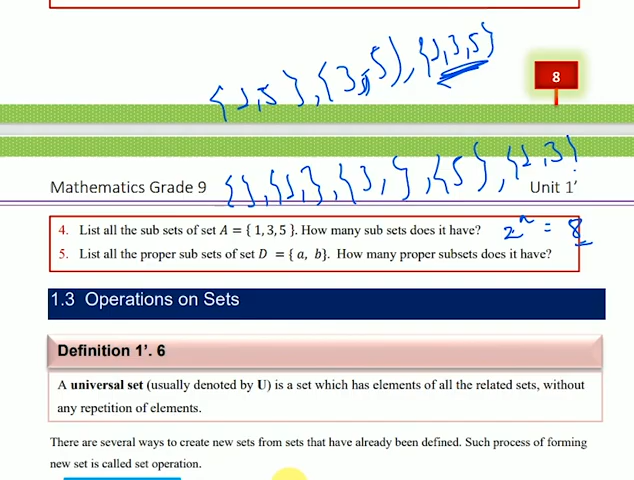 {1,5},{3,5},{1,3,5}
8
{},{1,},{3,},{5},{1,3}
Mathematics Grade 9 Unit 1'
4. List all the sub sets of set A = { 1, 3, 5 }. How many sub sets does it have? 2ⁿ = 8
5. List all the proper sub sets of set D = { a, b}. How many proper subsets does it have?
1.3 Operations on Sets
Definition 1'. 6
A universal set (usually denoted by U) is a set which has elements of all the related sets, without
any repetition of elements.
There are several ways to create new sets from sets that have already been defined. Such process of forming
new set is called set operation.